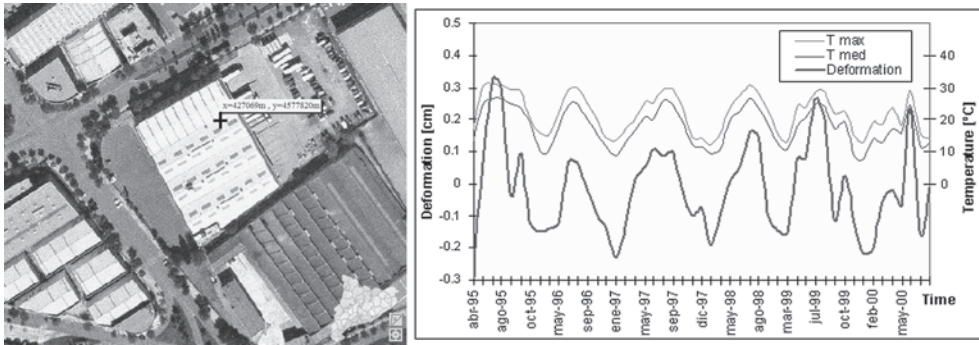 x=427069m , y=4577820m
T max
T med
Deformation
0.5
0.4
0.3
0.2
0.1
0
-0.1
-0.2
-0.3
Deformation [cm]
40
30
20
10
0
Temperature [°C]
abr-95
ago-95
oct-95
may-96
sep-96
ene-97
may-97
sep-97
dic-97
may-98
ago-98
mar-99
jul-99
oct-99
feb-00
may-00
Time